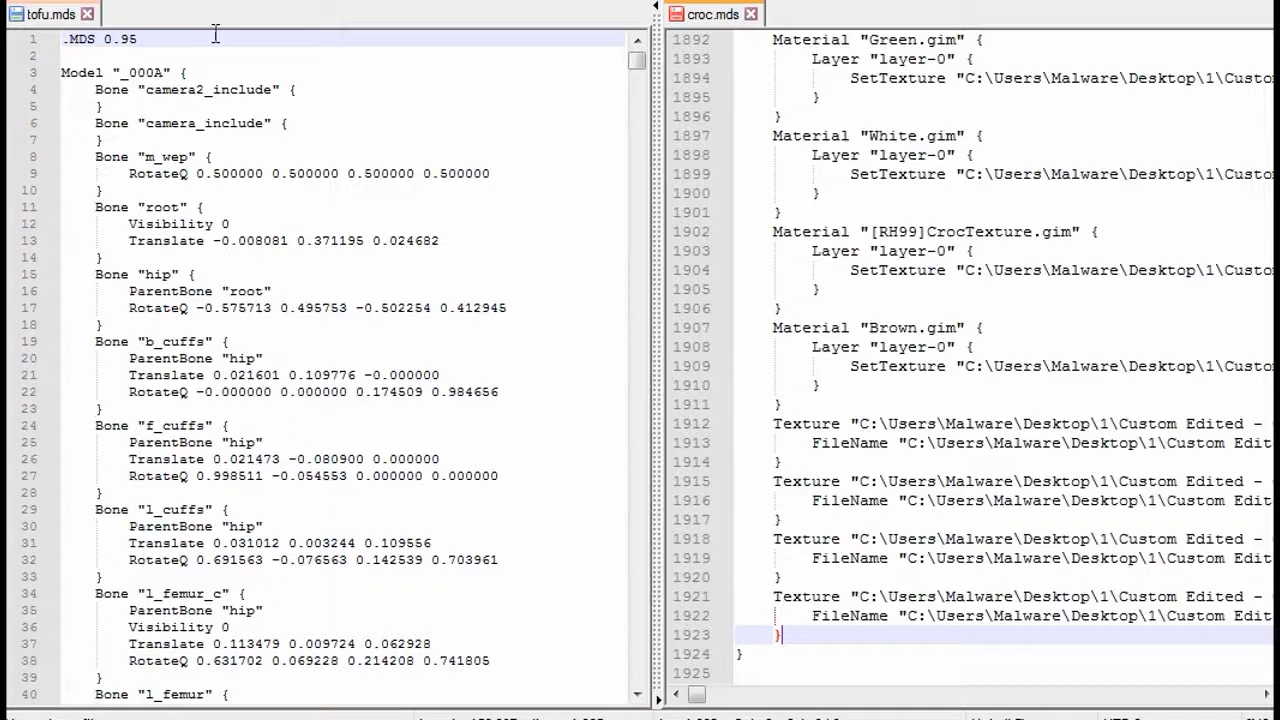 tofu.mds
1 .MDS 0.95
2
3 Model "_000A" {
4 Bone "camera2_include" {
5 }
6 Bone "camera_include" {
7 }
8 Bone "m_wep" {
9 RotateQ 0.500000 0.500000 0.500000 0.500000
10 }
11 Bone "root" {
12 Visibility 0
13 Translate -0.008081 0.371195 0.024682
14 }
15 Bone "hip" {
16 ParentBone "root"
17 RotateQ -0.575713 0.495753 -0.502254 0.412945
18 }
19 Bone "b_cuffs" {
20 ParentBone "hip"
21 Translate 0.021601 0.109776 -0.000000
22 RotateQ -0.000000 0.000000 0.174509 0.984656
23 }
24 Bone "f_cuffs" {
25 ParentBone "hip"
26 Translate 0.021473 -0.080900 0.000000
27 RotateQ 0.998511 -0.054553 0.000000 0.000000
28 }
29 Bone "l_cuffs" {
30 ParentBone "hip"
31 Translate 0.031012 0.003244 0.109556
32 RotateQ 0.691563 -0.076563 0.142539 0.703961
33 }
34 Bone "l_femur_c" {
35 ParentBone "hip"
36 Visibility 0
37 Translate 0.113479 0.009724 0.062928
38 RotateQ 0.631702 0.069228 0.214208 0.741805
39 }
40 Bone "l_femur" {
croc.mds
1892 Material "Green.gim" {
1893 Layer "layer-0" {
1894 SetTexture "C:\Users\Malware\Desktop\1\Custo
1895 }
1896 }
1897 Material "White.gim" {
1898 Layer "layer-0" {
1899 SetTexture "C:\Users\Malware\Desktop\1\Custo
1900 }
1901 }
1902 Material "[RH99]CrocTexture.gim" {
1903 Layer "layer-0" {
1904 SetTexture "C:\Users\Malware\Desktop\1\Custo
1905 }
1906 }
1907 Material "Brown.gim" {
1908 Layer "layer-0" {
1909 SetTexture "C:\Users\Malware\Desktop\1\Custo
1910 }
1911 }
1912 Texture "C:\Users\Malware\Desktop\1\Custom Edited -
1913 FileName "C:\Users\Malware\Desktop\1\Custom Edit
1914 }
1915 Texture "C:\Users\Malware\Desktop\1\Custom Edited -
1916 FileName "C:\Users\Malware\Desktop\1\Custom Edit
1917 }
1918 Texture "C:\Users\Malware\Desktop\1\Custom Edited -
1919 FileName "C:\Users\Malware\Desktop\1\Custom Edit
1920 }
1921 Texture "C:\Users\Malware\Desktop\1\Custom Edited -
1922 FileName "C:\Users\Malware\Desktop\1\Custom Edit
1923 }
1924 }
1925